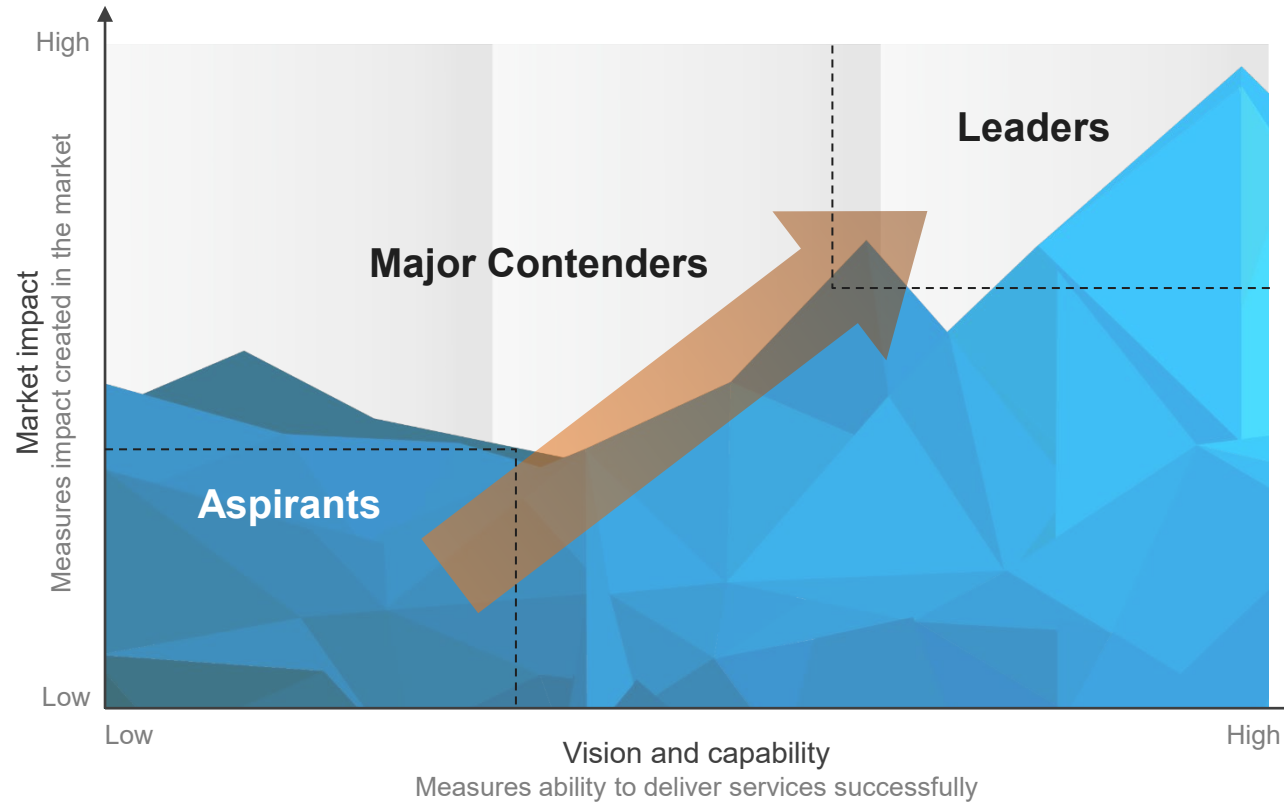 High
Leaders
Major Contenders
Market impact
Measures impact created in the market
Aspirants
Low
Low
High
Vision and capability
Measures ability to deliver services successfully